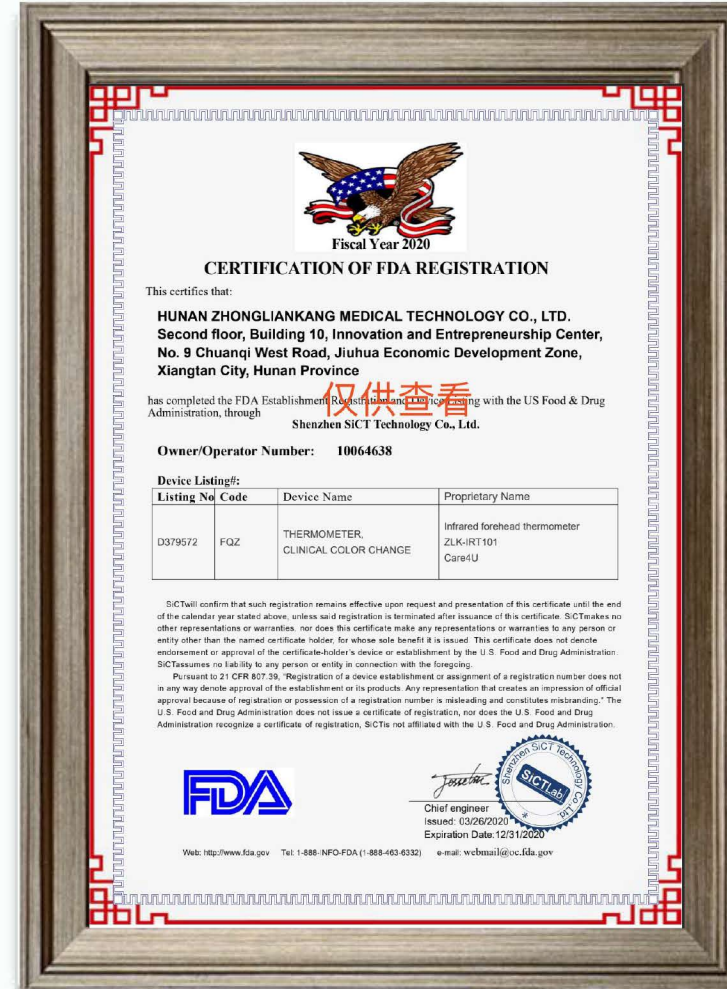 Fiscal Year 2020
CERTIFICATION OF FDA REGISTRATION
This certifies that:
HUNAN ZHONGLIANKANG MEDICAL TECHNOLOGY CO., LTD.
Second floor, Building 10, Innovation and Entrepreneurship Center,
No. 9 Chuanqi West Road, Jiuhua Economic Development Zone,
Xiangtan City, Hunan Province
仅供查看
has completed the FDA Establishment Registration and Device Listing with the US Food & Drug
Administration, through
Shenzhen SiCT Technology Co., Ltd.
Owner/Operator Number: 10064638
Device Listing#:
Listing No Code Device Name Proprietary Name
D379572 FQZ THERMOMETER, CLINICAL COLOR CHANGE Infrared forehead thermometer
ZLK-IRT101
Care4U
SiCTwill confirm that such registration remains effective upon request and presentation of this certificate until the end
of the calendar year stated above, unless said registration is terminated after issuance of this certificate. SiCTmakes no
other representations or warranties, nor does this certificate make any representations or warranties to any person or
entity other than the named certificate holder, for whose sole benefit it is issued. This certificate does not denote
endorsement or approval of the certificate-holder's device or establishment by the U.S. Food and Drug Administration.
SiCTassumes no liability to any person or entity in connection with the foregoing.
Pursuant to 21 CFR 807.39, "Registration of a device establishment or assignment of a registration number does not
in any way denote approval of the establishment or its products. Any representation that creates an impression of official
approval because of registration or possession of a registration number is misleading and constitutes misbranding." The
U.S. Food and Drug Administration does not issue a certificate of registration, nor does the U.S. Food and Drug
Administration recognize a certificate of registration, SiCTis not affiliated with the U.S. Food and Drug Administration.
FDA
Shenzhen SiCT Technology Co.,Ltd.
SiCTLab
Chief engineer
Issued: 03/26/2020
Expiration Date:12/31/2020
Web: http://www.fda.gov Tel: 1-888-INFO-FDA (1-888-463-6332) e-mail: webmail@oc.fda.gov